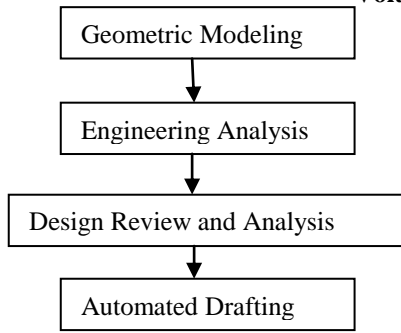 Geometric Modeling
Engineering Analysis
Design Review and Analysis
Automated Drafting